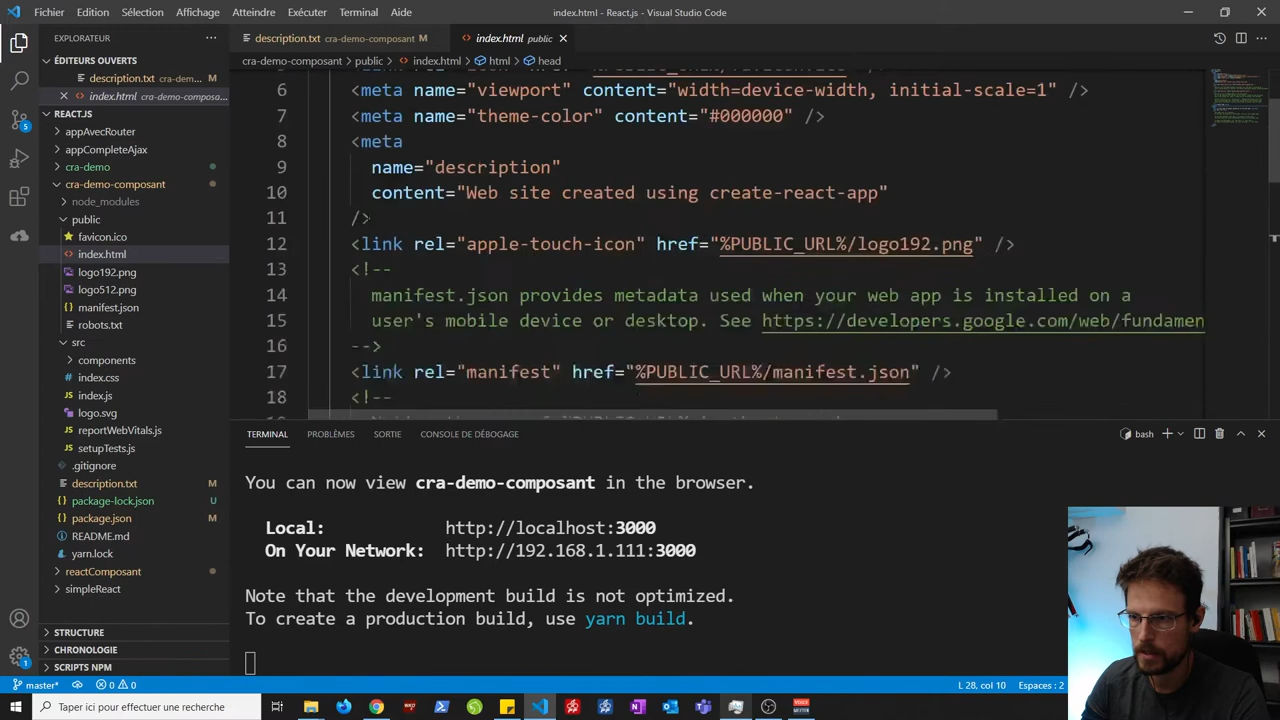 Fichier Edition Sélection Affichage Atteindre Exécuter Terminal Aide
index.html - React.js - Visual Studio Code
EXPLORATEUR
ÉDITEURS OUVERTS
description.txt cra-dem... M
index.html cra-demo-composa...
REACT.JS
appAvecRouter
appCompleteAjax
cra-demo
cra-demo-composant
node_modules
public
favicon.ico
index.html
logo192.png
logo512.png
manifest.json
robots.txt
src
components
index.css
index.js
logo.svg
reportWebVitals.js
setupTests.js
.gitignore
description.txt M
package-lock.json U
package.json M
README.md
yarn.lock
reactComposant
simpleReact
STRUCTURE
CHRONOLOGIE
SCRIPTS NPM
description.txt cra-demo-composant M
index.html public
cra-demo-composant > public > index.html > html > head
6 <meta name="viewport" content="width=device-width, initial-scale=1" />
7 <meta name="theme-color" content="#000000" />
8 <meta
9 name="description"
10 content="Web site created using create-react-app"
11 />
12 <link rel="apple-touch-icon" href="%PUBLIC_URL%/logo192.png" />
13 <!--
14 manifest.json provides metadata used when your web app is installed on a
15 user's mobile device or desktop. See https://developers.google.com/web/fundamen
16 -->
17 <link rel="manifest" href="%PUBLIC_URL%/manifest.json" />
18 <!--
TERMINAL PROBLÈMES SORTIE CONSOLE DE DÉBOGAGE
bash
You can now view cra-demo-composant in the browser.
Local: http://localhost:3000
On Your Network: http://192.168.1.111:3000
Note that the development build is not optimized.
To create a production build, use yarn build.
master* 0 0
L 28, col 10 Espaces : 2
Taper ici pour effectuer une recherche